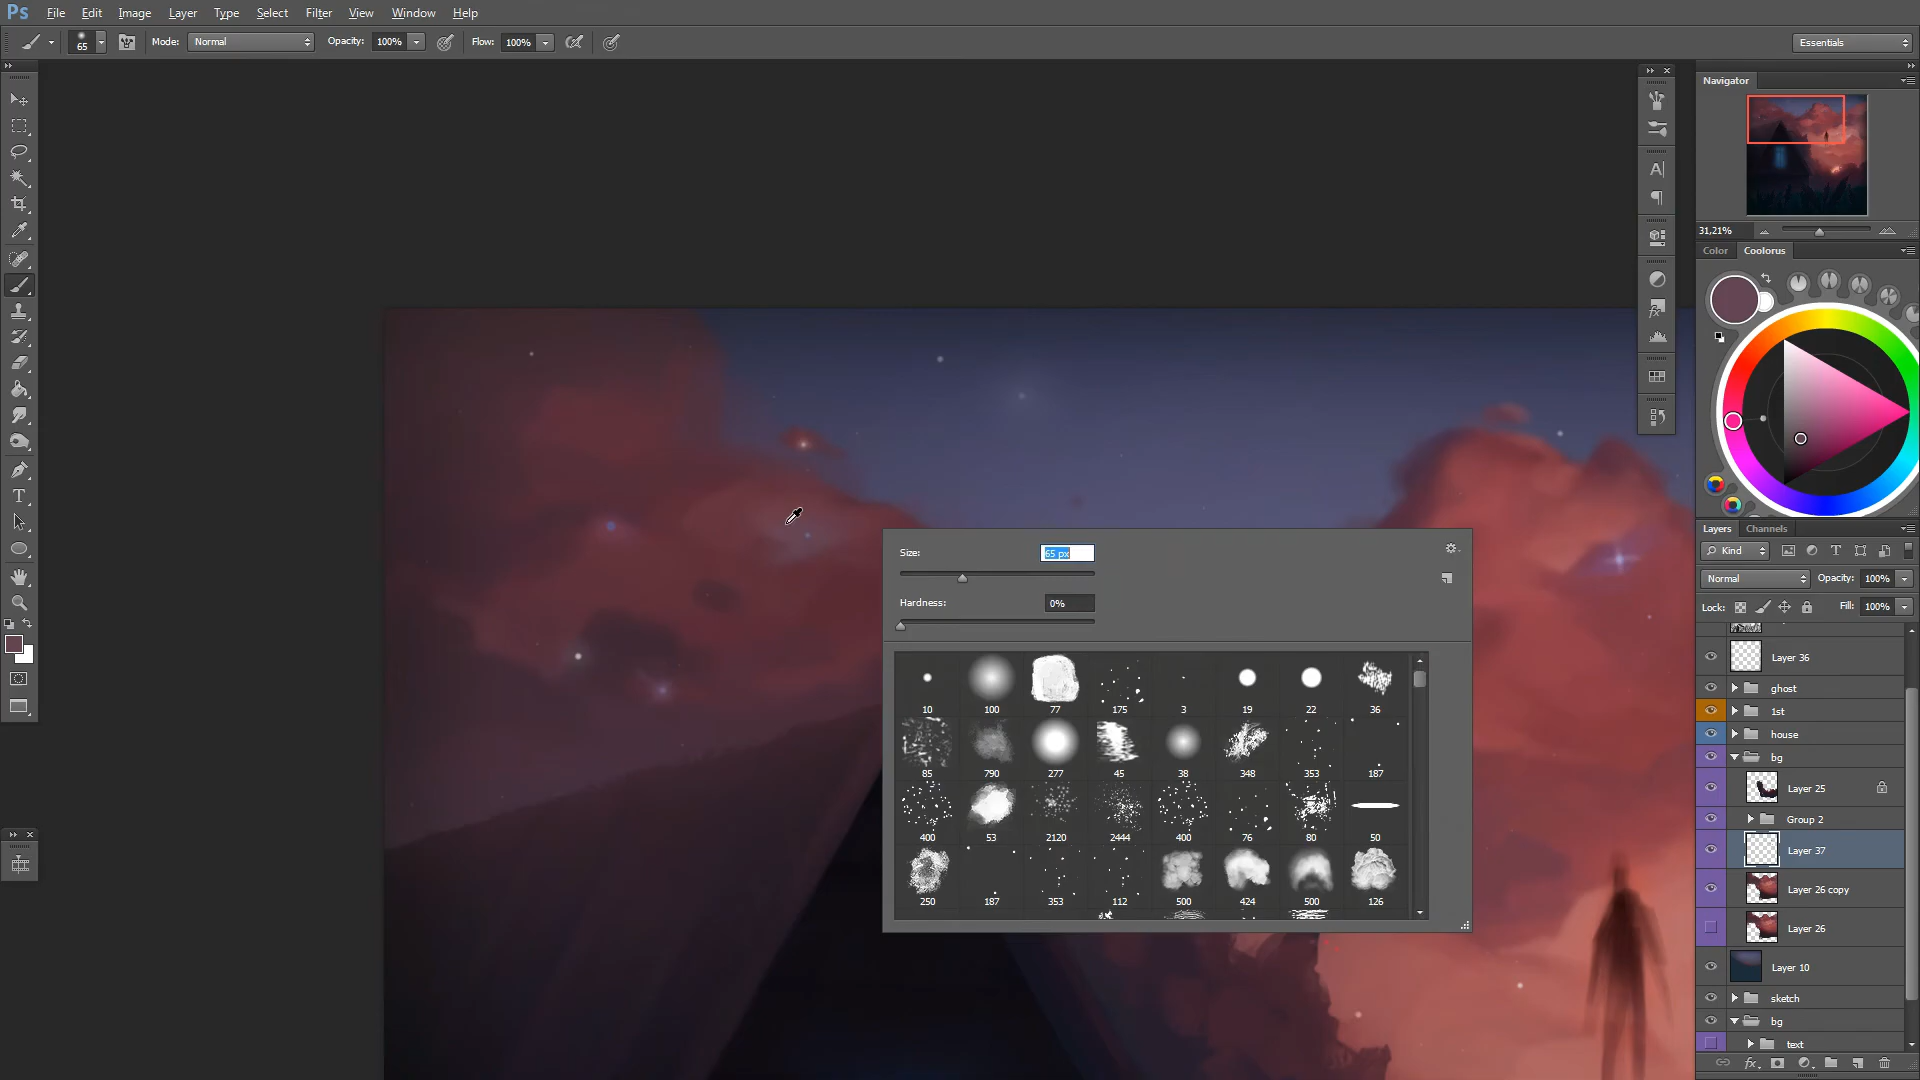 Ps File Edit Image Layer Type Select Filter View Window Help
65 Mode: Normal Opacity: 100% Flow: 100% Essentials
Navigator
31,21%
Color Coolorus
Layers Channels
Kind
Normal Opacity: 100%
Lock: Fill: 100%
Layer 36
ghost
1st
house
bg
Layer 25
Group 2
Layer 37
Layer 26 copy
Layer 26
Layer 10
sketch
bg
text
Size: 65 px
Hardness: 0%
10 100 77 175 3 19 22 36
85 790 277 45 38 348 353 187
400 53 2120 2444 400 76 80 50
250 187 353 112 500 424 500 126